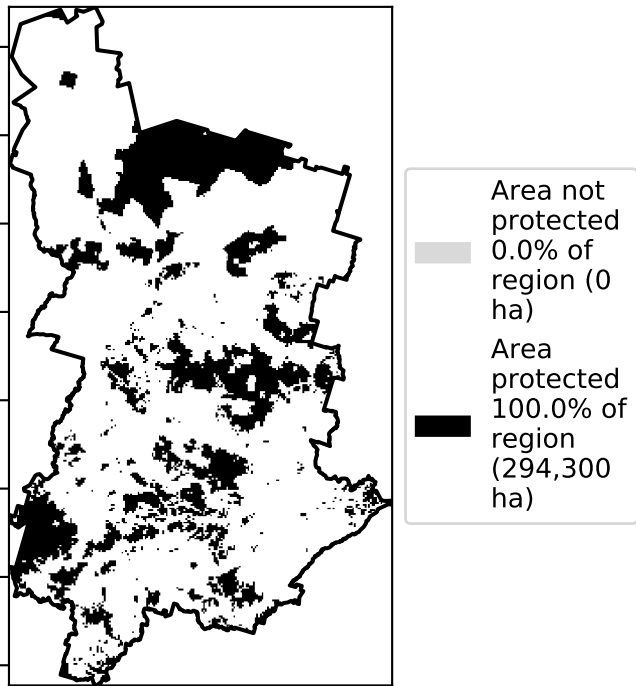 Area not
protected
0.0% of
region (0
ha)
Area
protected
100.0% of
region
(294,300
ha)